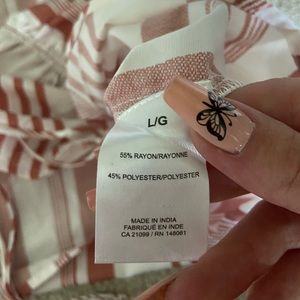 L/G
55% RAYON/RAYONNE
45% POLYESTER/POLYESTER
MADE IN INDIA
FABRIQUÉ EN INDE
CA 21099 / RN 148061